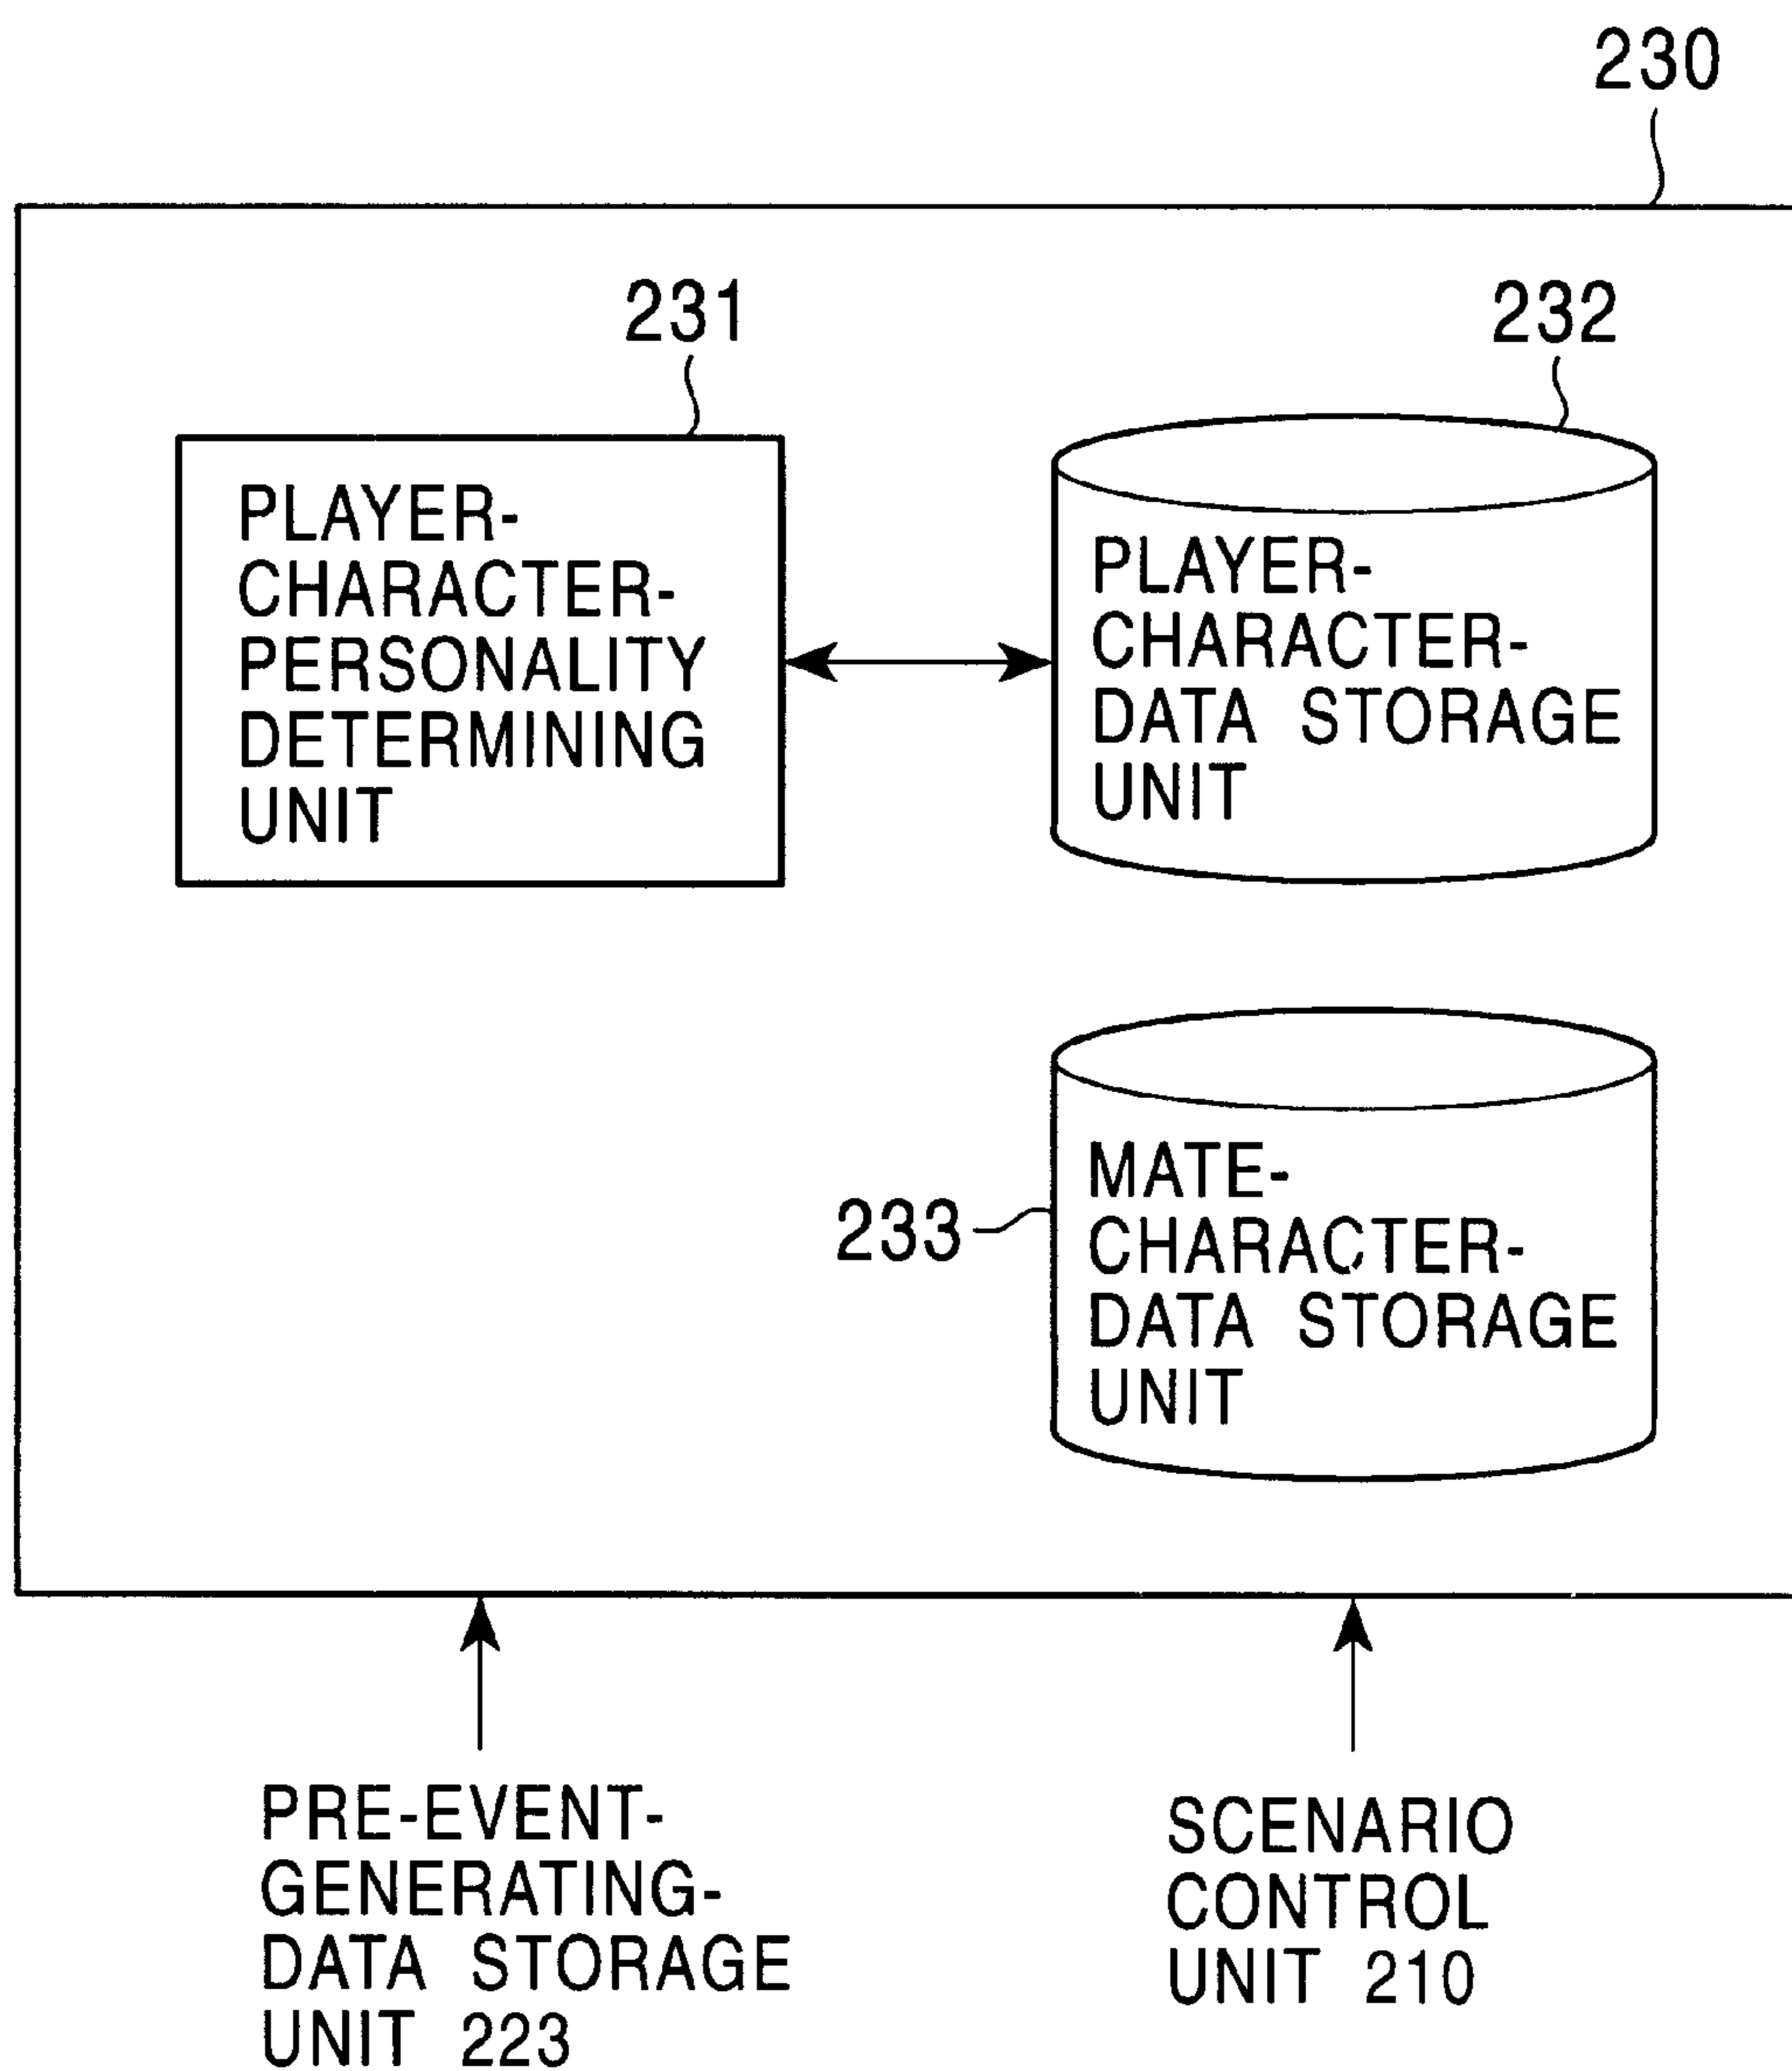 230
231
PLAYER-
CHARACTER-
PERSONALITY
DETERMINING
UNIT
232
PLAYER-
CHARACTER-
DATA STORAGE
UNIT
233
MATE-
CHARACTER-
DATA STORAGE
UNIT
PRE-EVENT-
GENERATING-
DATA STORAGE
UNIT 223
SCENARIO
CONTROL
UNIT 210